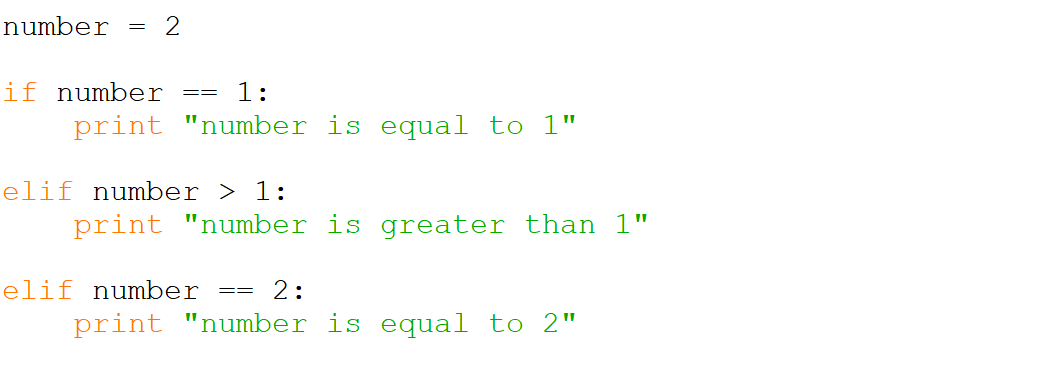 number = 2
if number == 1:
    print "number is equal to 1"
elif number > 1:
    print "number is greater than 1"
elif number == 2:
    print "number is equal to 2"